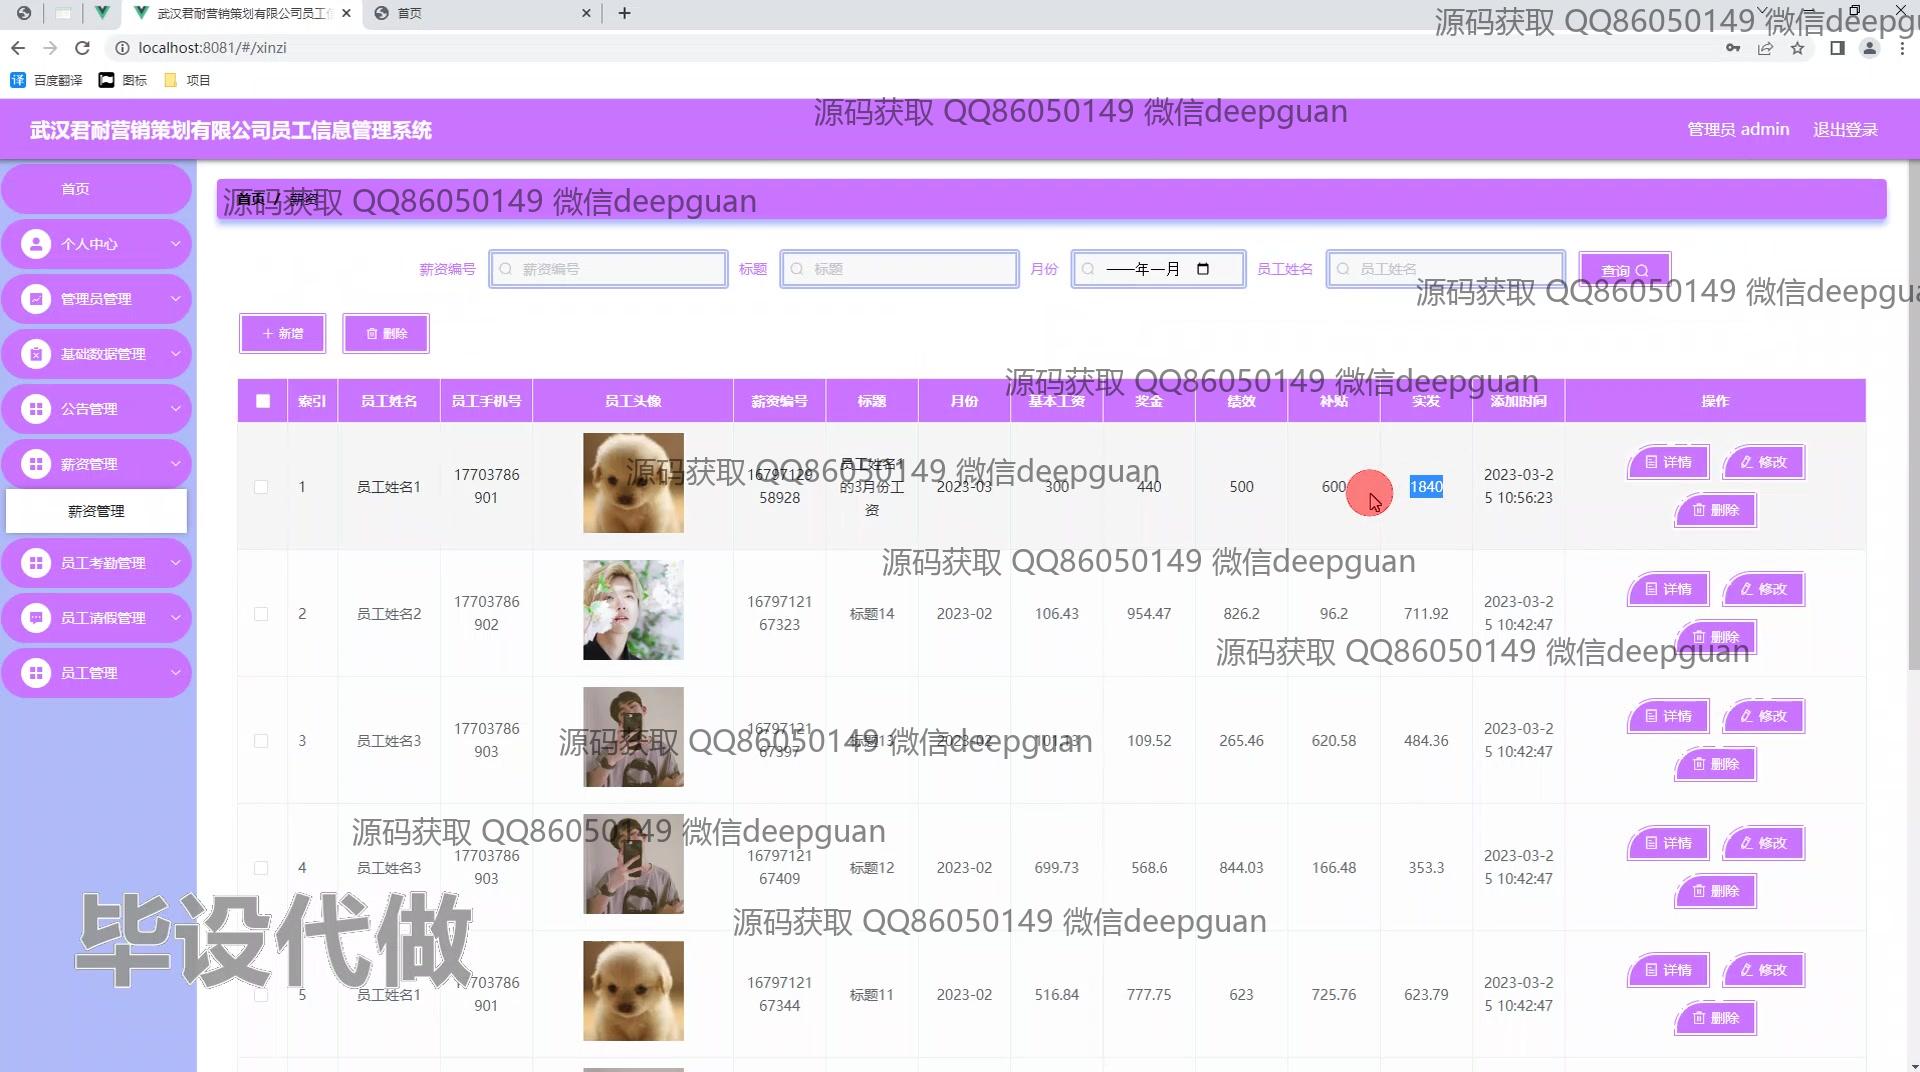 武汉君耐营销策划有限公司员工信
首页
源码获取 QQ86050149 微信deepgu
localhost:8081/#/xinzi
译 百度翻译 图标 项目
源码获取 QQ86050149 微信deepguan
武汉君耐营销策划有限公司员工信息管理系统
管理员 admin 退出登录
首页
个人中心
管理员管理
基础数据管理
公告管理
薪资管理
薪资管理
员工考勤管理
员工请假管理
员工管理
首页 / 薪资
源码获取 QQ86050149 微信deepguan
薪资编号 薪资编号 标题 标题 月份 ----年--月 员工姓名 员工姓名 查询
源码获取 QQ86050149 微信deepgua
新增 删除
源码获取 QQ86050149 微信deepguan
索引 员工姓名 员工手机号 员工头像 薪资编号 标题 月份 基本工资 奖金 绩效 补贴 实发 添加时间 操作
源码获取 QQ86050149 微信deepguan
1 员工姓名1 17703786901 1679712958928 员工姓名1的3月份工资 2023-03 300 440 500 600 1840 2023-03-25 10:56:23 详情 修改 删除
源码获取 QQ86050149 微信deepguan
2 员工姓名2 17703786902 1679712167323 标题14 2023-02 106.43 954.47 826.2 96.2 711.92 2023-03-25 10:42:47 详情 修改 删除
源码获取 QQ86050149 微信deepguan
3 员工姓名3 17703786903 1679712167397 标题13 2023-02 101.13 109.52 265.46 620.58 484.36 2023-03-25 10:42:47 详情 修改 删除
源码获取 QQ86050149 微信deepguan
源码获取 QQ86050149 微信deepguan
4 员工姓名3 17703786903 1679712167409 标题12 2023-02 699.73 568.6 844.03 166.48 353.3 2023-03-25 10:42:47 详情 修改 删除
源码获取 QQ86050149 微信deepguan
毕设代做
5 员工姓名1 17703786901 1679712167344 标题11 2023-02 516.84 777.75 623 725.76 623.79 2023-03-25 10:42:47 详情 修改 删除